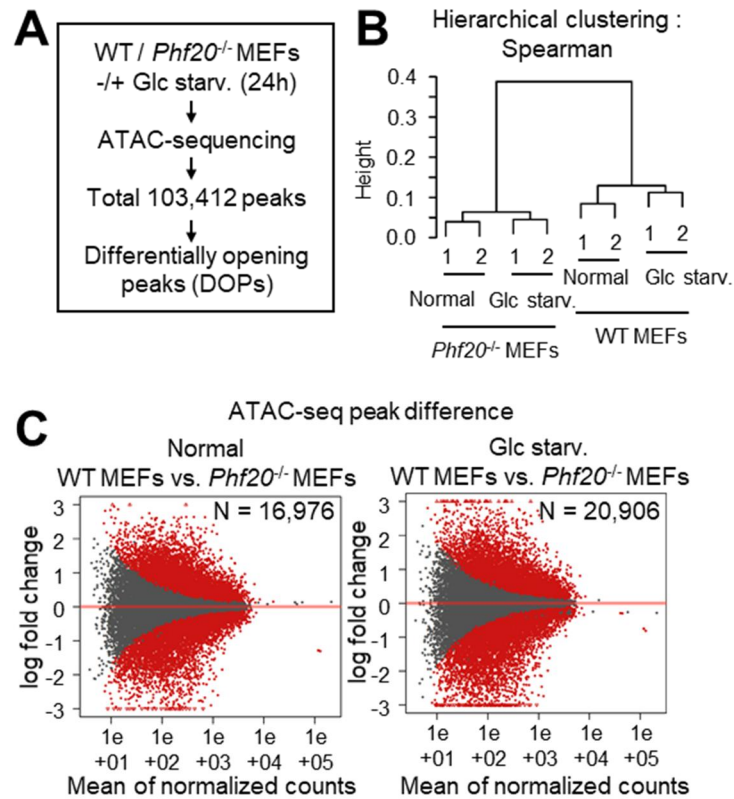 A
WT / Phf20-/- MEFs
-/+ Glc starv. (24h)
ATAC-sequencing
Total 103,412 peaks
Differentially opening
peaks (DOPs)
B
Hierarchical clustering :
Spearman
Height
0.4
0.3
0.2
0.1
0.0
1 2 1 2 1 2 1 2
Normal Glc starv. Normal Glc starv.
Phf20-/- MEFs WT MEFs
C
ATAC-seq peak difference
Normal
WT MEFs vs. Phf20-/- MEFs
N = 16,976
log fold change
3
2
1
0
-1
-2
-3
1e 1e 1e 1e 1e
+01 +02 +03 +04 +05
Mean of normalized counts
Glc starv.
WT MEFs vs. Phf20-/- MEFs
N = 20,906
log fold change
3
2
1
0
-1
-2
-3
1e 1e 1e 1e 1e
+01 +02 +03 +04 +05
Mean of normalized counts